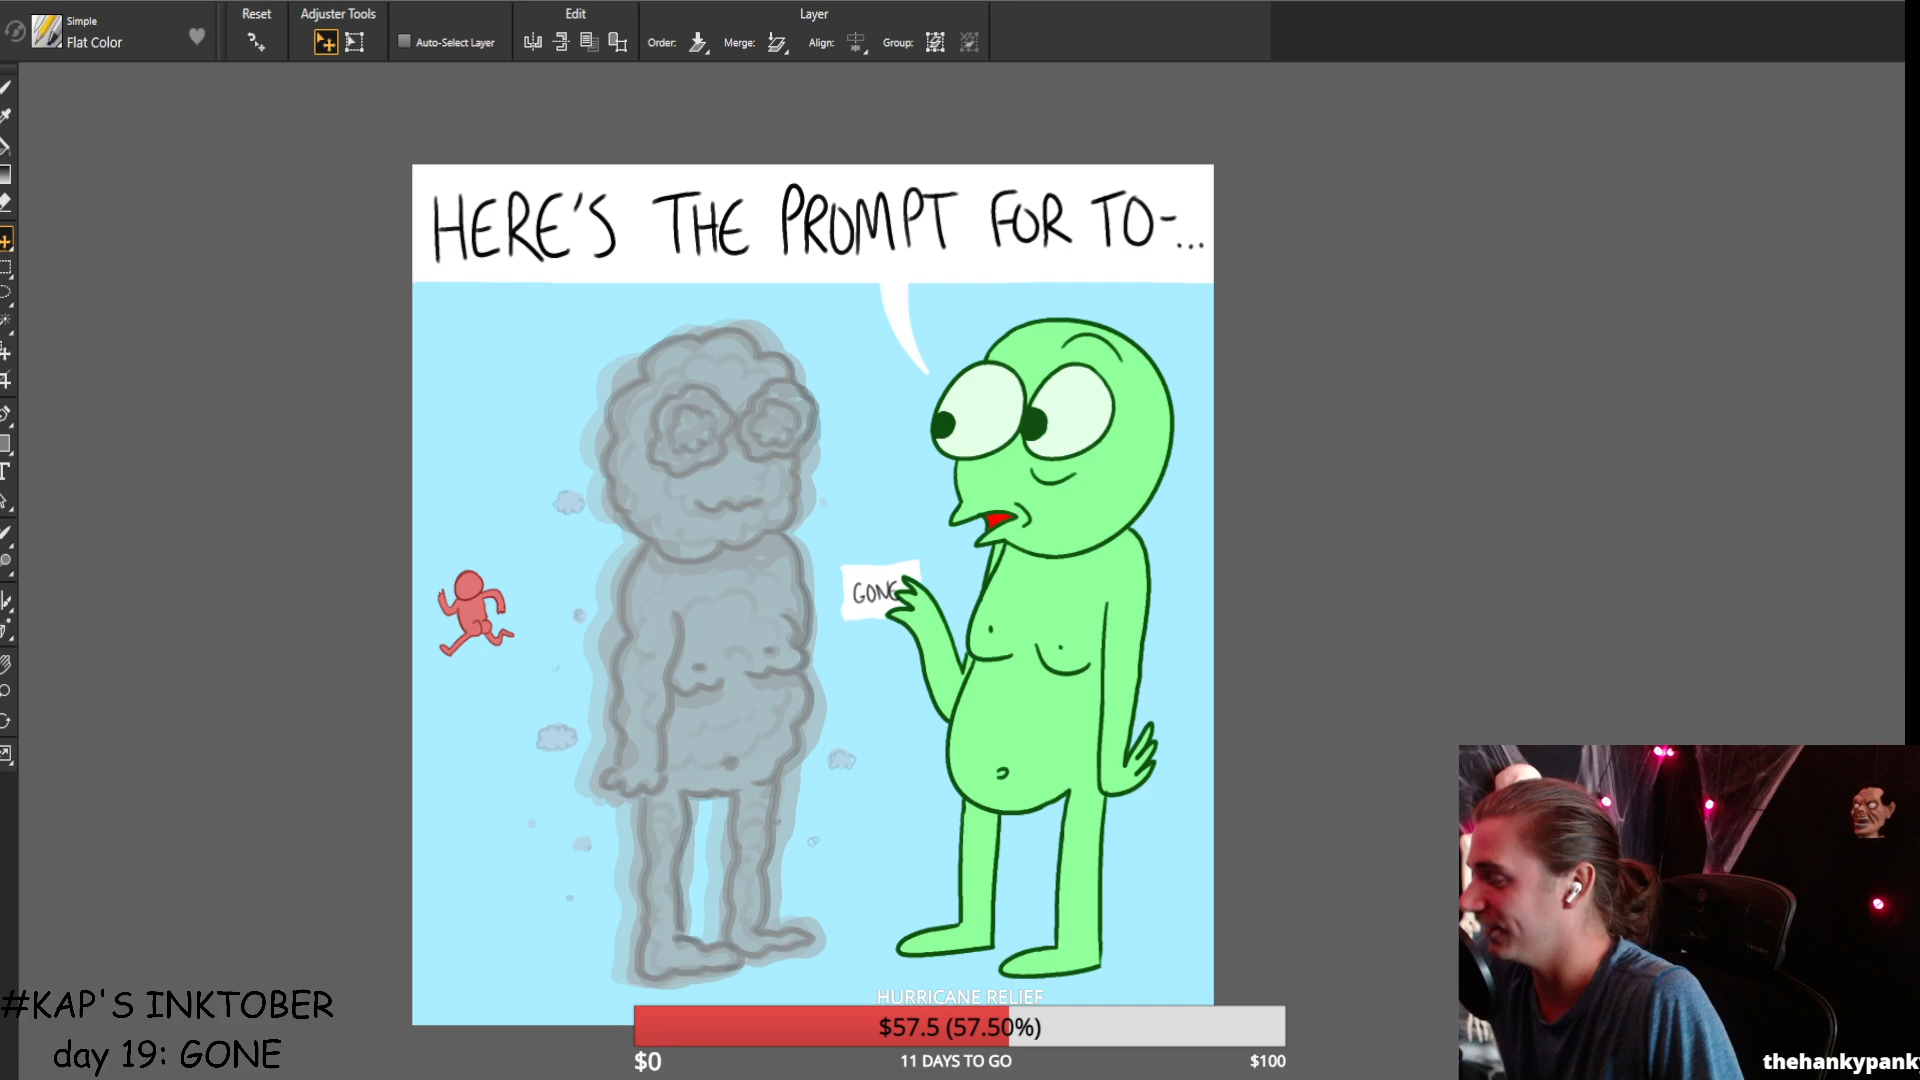 Simple
Flat Color
Reset
Adjuster Tools
Auto-Select Layer
Edit
Layer
Order:
Merge:
Align:
Group:
HERE'S THE PROMPT FOR TO-...
GONE
#KAP'S INKTOBER
day 19: GONE
HURRICANE RELIEF
$57.5 (57.50%)
$0
11 DAYS TO GO
$100
thehankypanky